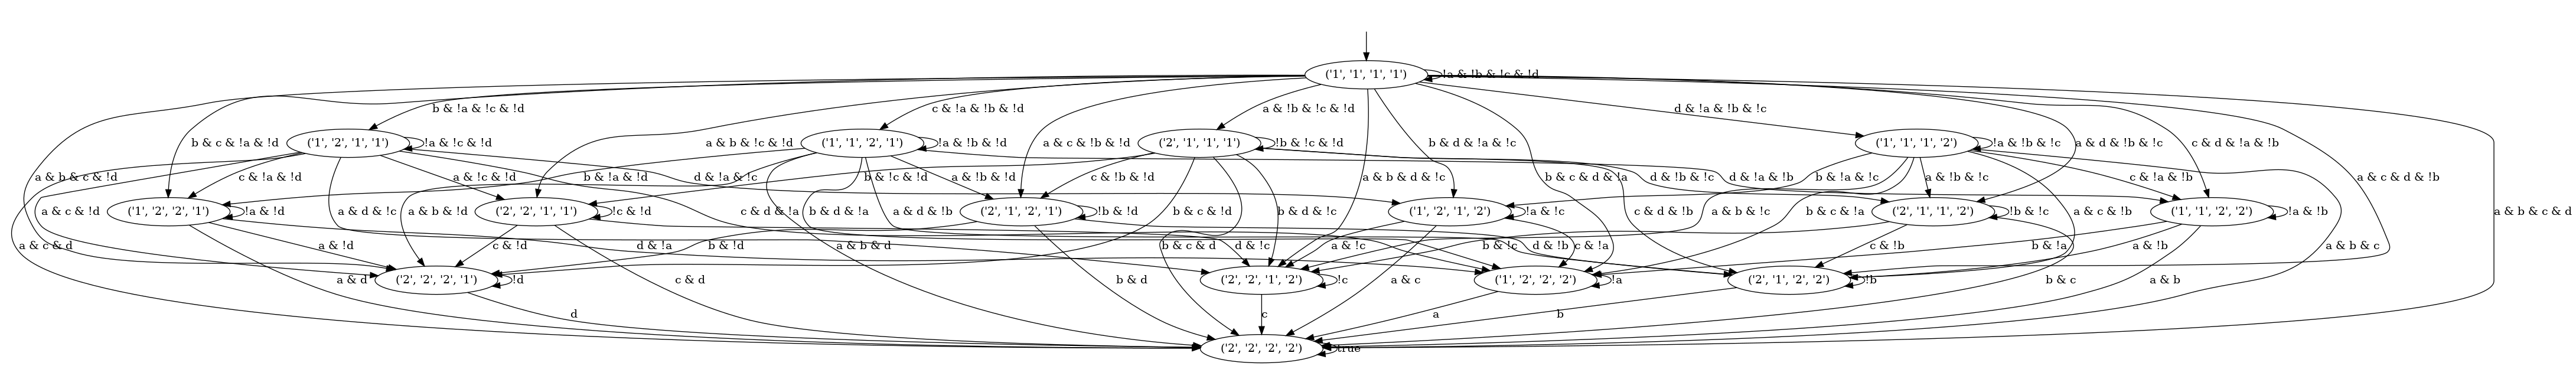 ('1', '1', '1', '1')
!a & !b & !c & !d
b & !a & !c & !d
c & !a & !b & !d
a & !b & !c & !d
d & !a & !b & !c
b & c & !a & !d
('1', '2', '1', '1')
!a & !c & !d
a & b & !c & !d
('1', '1', '2', '1')
!a & !b & !d
a & c & !b & !d
('2', '1', '1', '1')
!b & !c & !d
b & d & !a & !c
('1', '1', '1', '2')
!a & !b & !c
a & d & !b & !c
c & d & !a & !b
a & b & c & !d
c & !a & !d
a & !c & !d
b & !a & !d
d & !a & !c
a & !b & !d
b & !c & !d
c & !b & !d
a & b & d & !c
b & c & d & !a
d & !b & !c
d & !a & !b
b & !a & !c
a & !b & !c
c & !a & !b
a & c & d & !b
a & c & !d
('1', '2', '2', '1')
!a & !d
a & d & !c
a & b & !d
('2', '2', '1', '1')
!c & !d
c & d & !a
b & d & !a
a & d & !b
('2', '1', '2', '1')
!b & !d
b & c & !d
b & d & !c
('1', '2', '1', '2')
!a & !c
a & b & !c
b & c & !a
c & d & !b
('2', '1', '1', '2')
!b & !c
a & c & !b
('1', '1', '2', '2')
!a & !b
a & b & c & d
a & c & d
a & !d
c & !d
d & !a
b & !d
a & b & d
b & c & d
d & !c
a & !c
c & !a
b & !c
d & !b
c & !b
b & !a
a & !b
a & b & c
a & d
('2', '2', '2', '1')
!d
c & d
b & d
('2', '2', '1', '2')
!c
a & c
('1', '2', '2', '2')
!a
('2', '1', '2', '2')
!b
b & c
a & b
d
c
a
b
('2', '2', '2', '2')
true